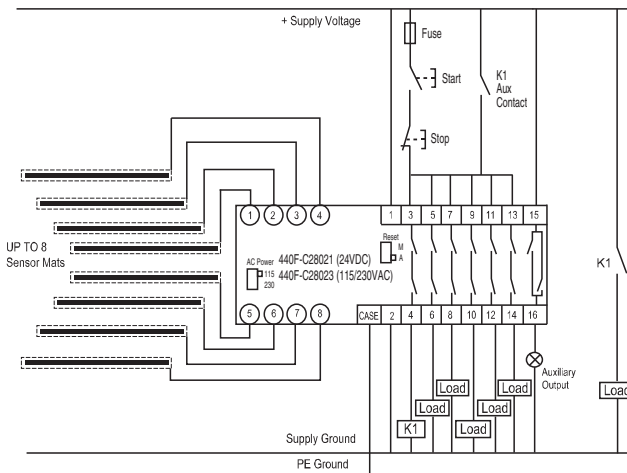 + Supply Voltage
Fuse
Start
K1
Aux
Contact
Stop
1 2 3 4
1 3 5 7 9 11 13 15
UP TO 8
Sensor Mats
Reset
M
A
AC Power
115
230
440F-C28021 (24VDC)
440F-C28023 (115/230VAC)
K1
5 6 7 8
CASE 2 4 6 8 10 12 14 16
Auxiliary
Output
Load
Load
Load
Load
Load
K1
Load
Supply Ground
PE Ground